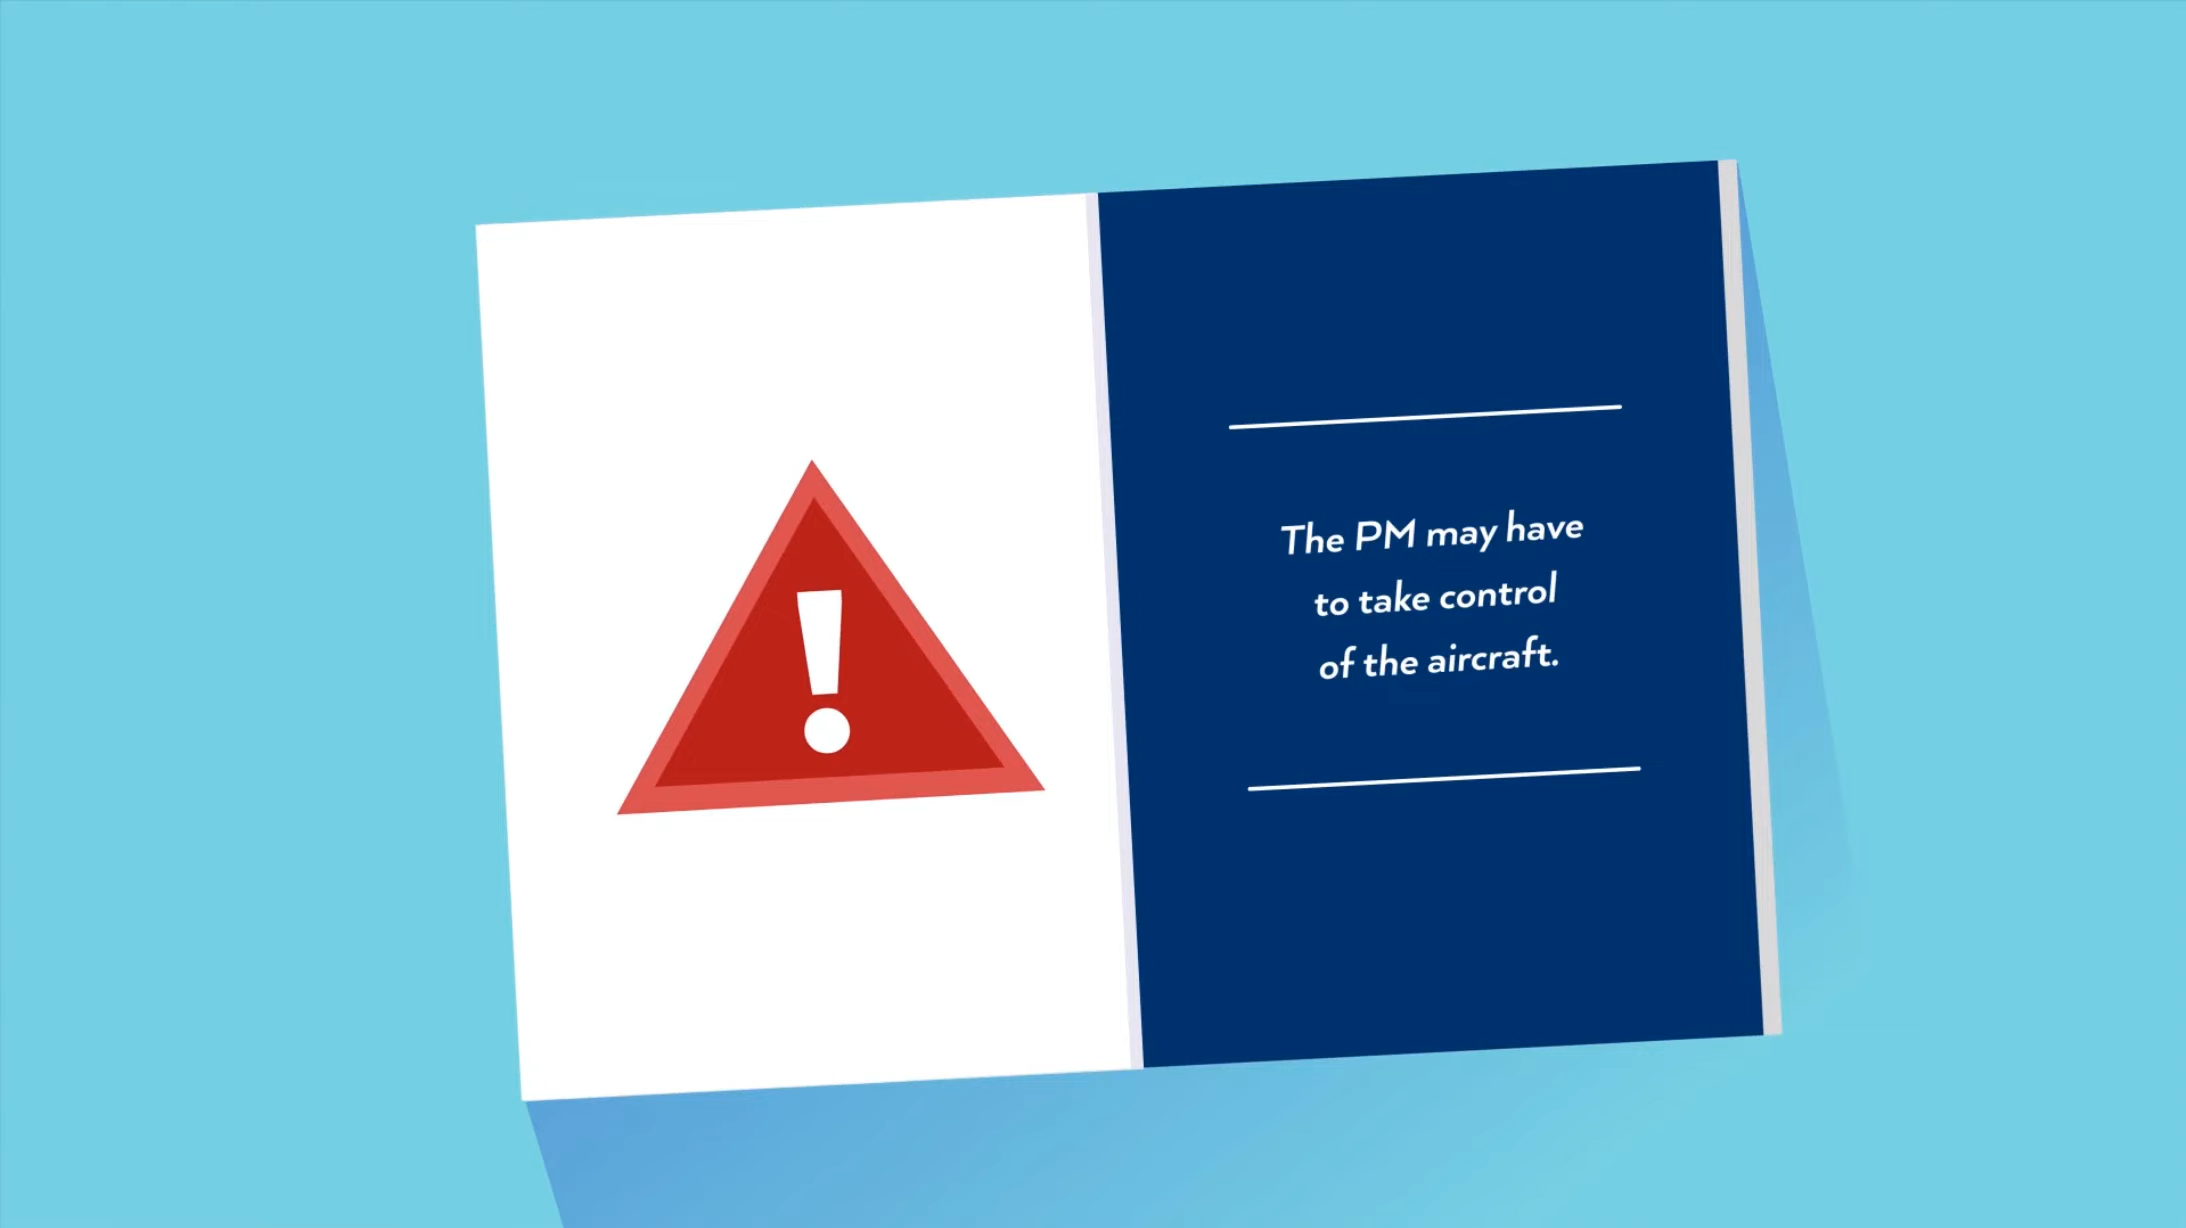 !
The PM may have
to take control
of the aircraft.